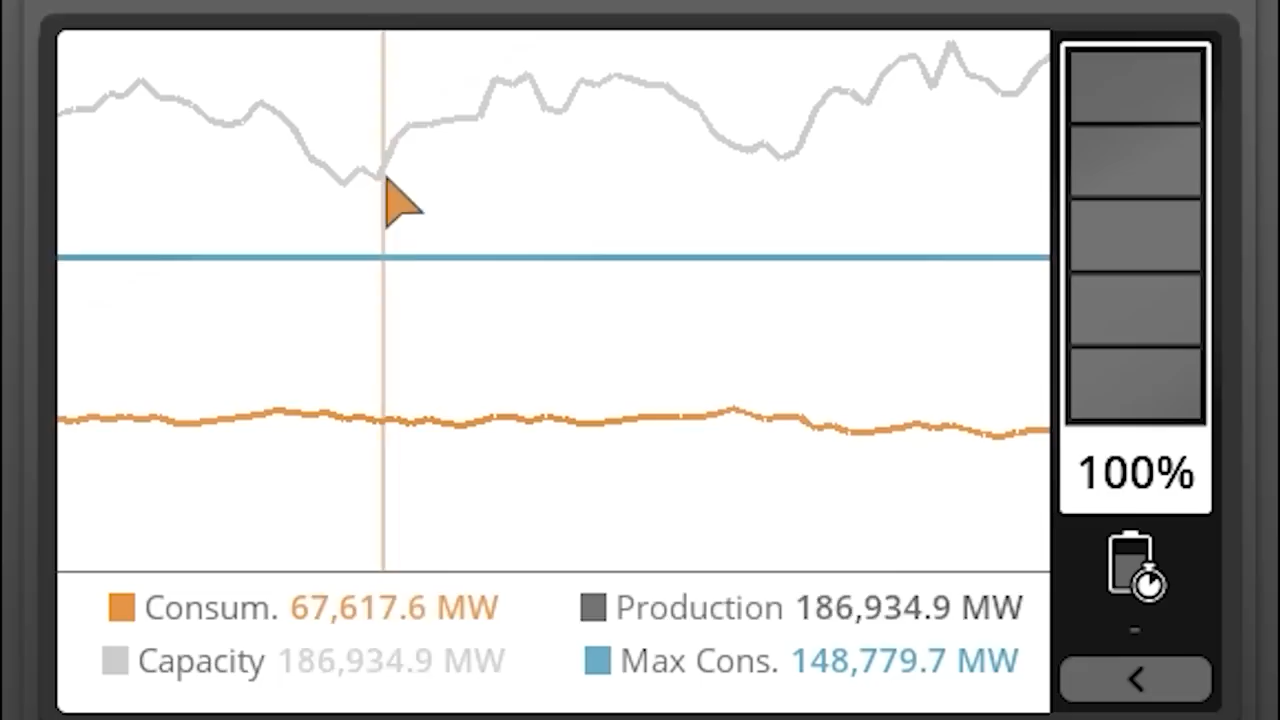 100%
-
Consum. 67,617.6 MW Production 186,934.9 MW
Capacity 186,934.9 MW Max Cons. 148,779.7 MW